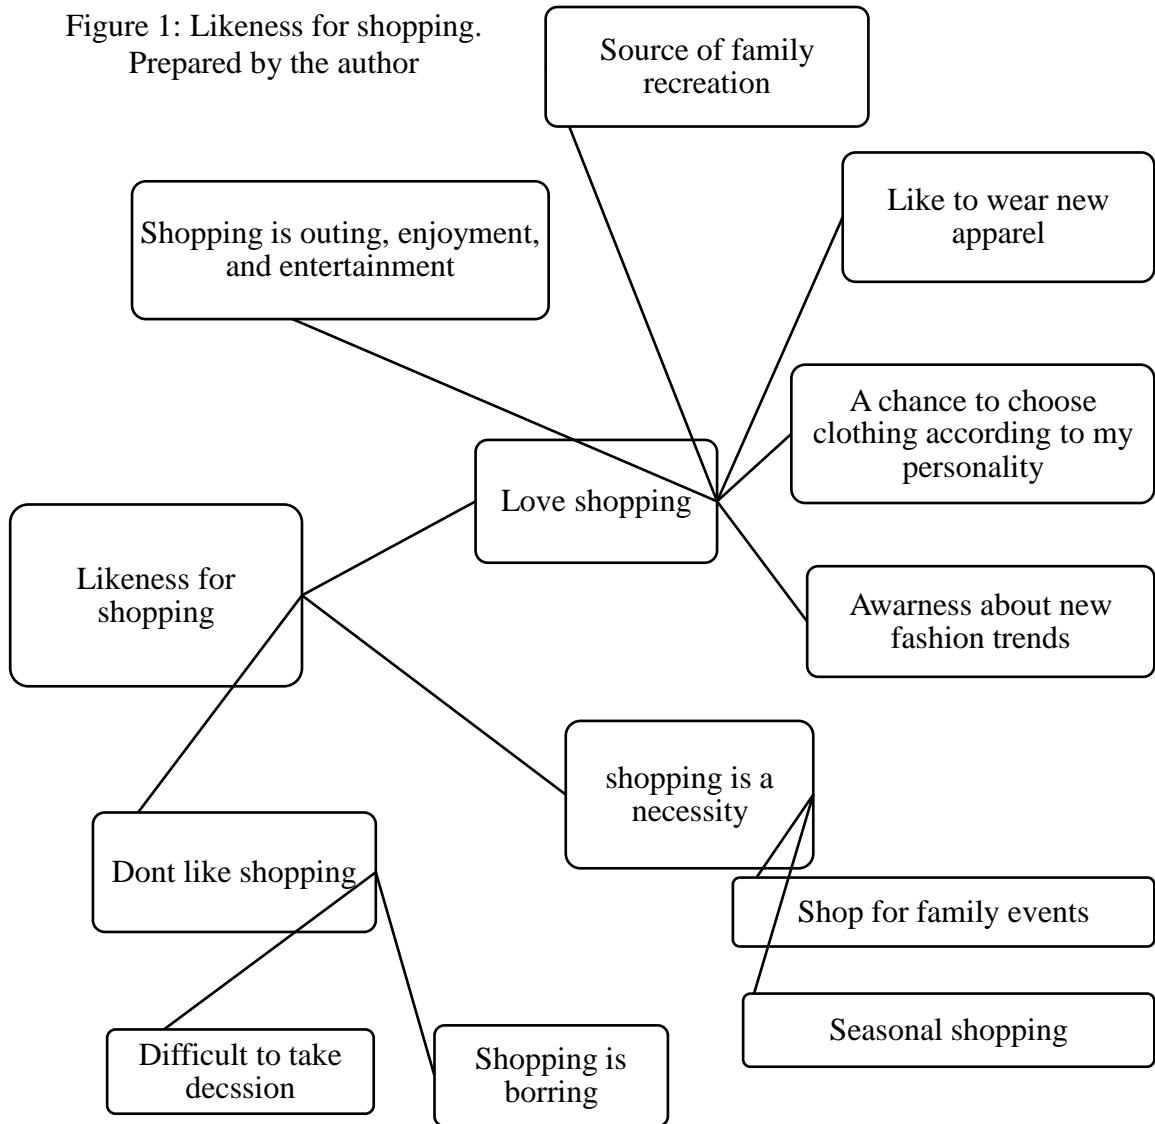 Figure 1: Likeness for shopping.
Prepared by the author
Source of family
recreation
Like to wear new
apparel
Shopping is outing, enjoyment,
and entertainment
A chance to choose
clothing according to my
personality
Love shopping
Likeness for
shopping
Awarness about new
fashion trends
shopping is a
necessity
Dont like shopping
Shop for family events
Seasonal shopping
Difficult to take
decssion
Shopping is
borring